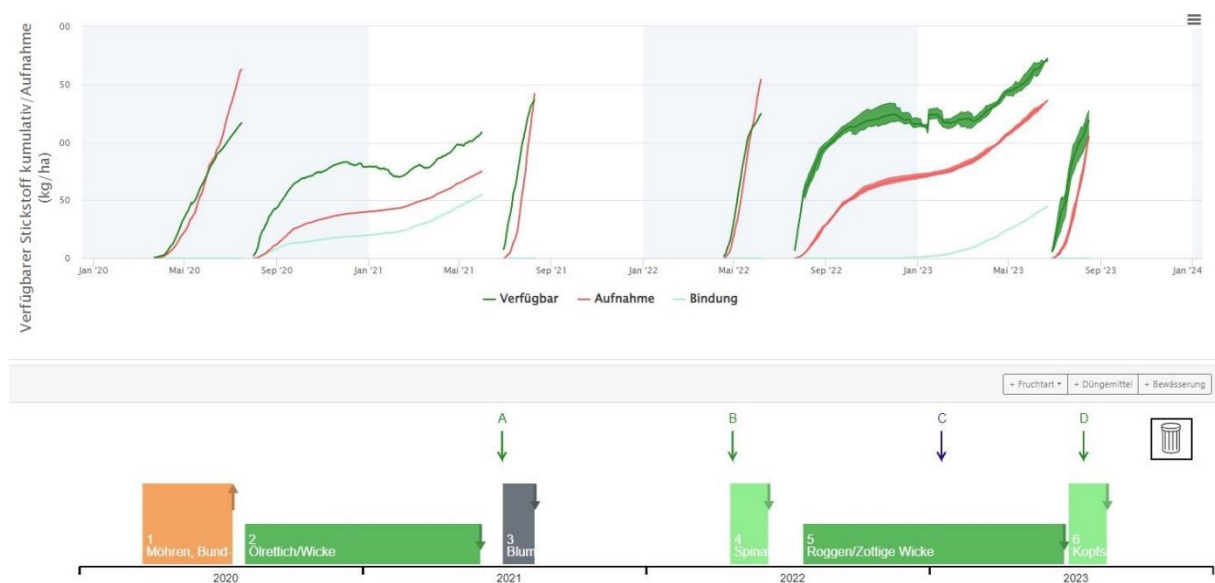 Verfügbarer Stickstoff kumulativ/Aufnahme
(kg/ha)
00
50
00
50
0
Jan '20 Mai '20 Sep '20 Jan '21 Mai '21 Sep '21 Jan '22 Mai '22 Sep '22 Jan '23 Mai '23 Sep '23 Jan '24
Verfügbar Aufnahme Bindung
+ Fruchtart + Düngemittel + Bewässerung
A B C D
1 2 3 4 5 6
Möhren, Bund- Ölrettich/Wicke Blum Spina Roggen/Zottige Wicke Kopfs
2020 2021 2022 2023